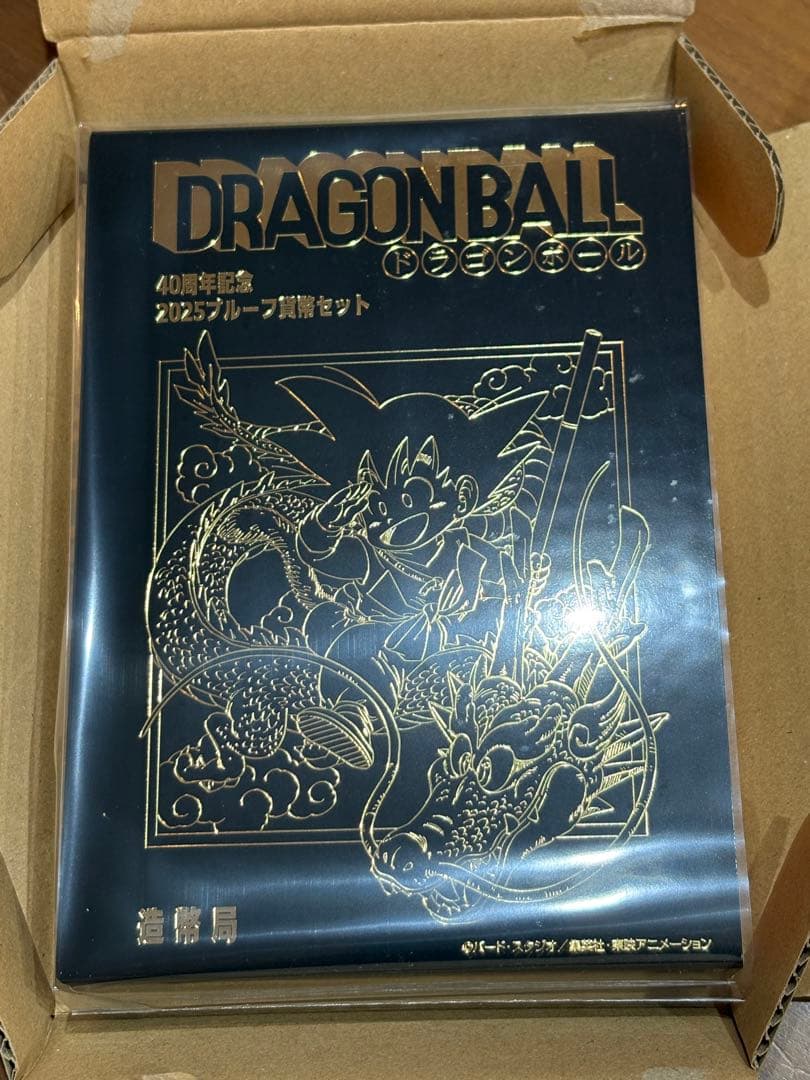 DRAGON BALL
ドラゴンボール
40周年記念
2025プルーフ貨幣セット
造幣局
©バード・スタジオ/集英社・東映アニメーション